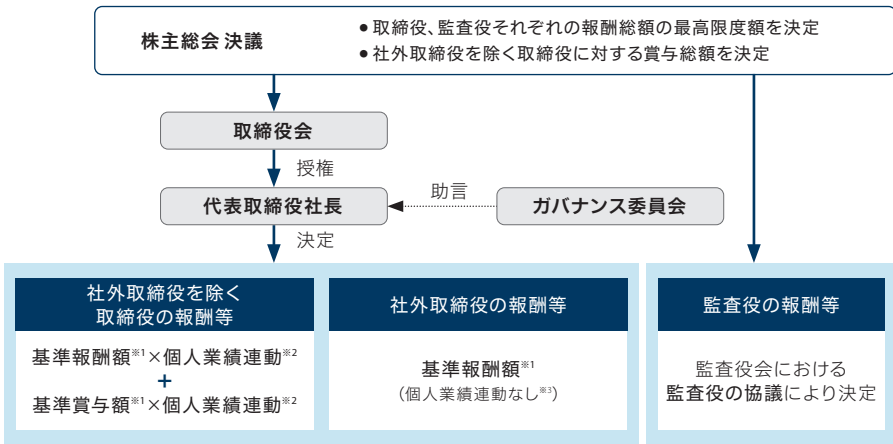 株主総会 決議
● 取締役、監査役それぞれの報酬総額の最高限度額を決定
● 社外取締役を除く取締役に対する賞与総額を決定
取締役会
授権
代表取締役社長
助言
ガバナンス委員会
決定
社外取締役を除く
取締役の報酬等
基準報酬額※1×個人業績連動※2
+
基準賞与額※1×個人業績連動※2
社外取締役の報酬等
基準報酬額※1
（個人業績連動なし※3）
監査役の報酬等
監査役会における
監査役の協議により決定